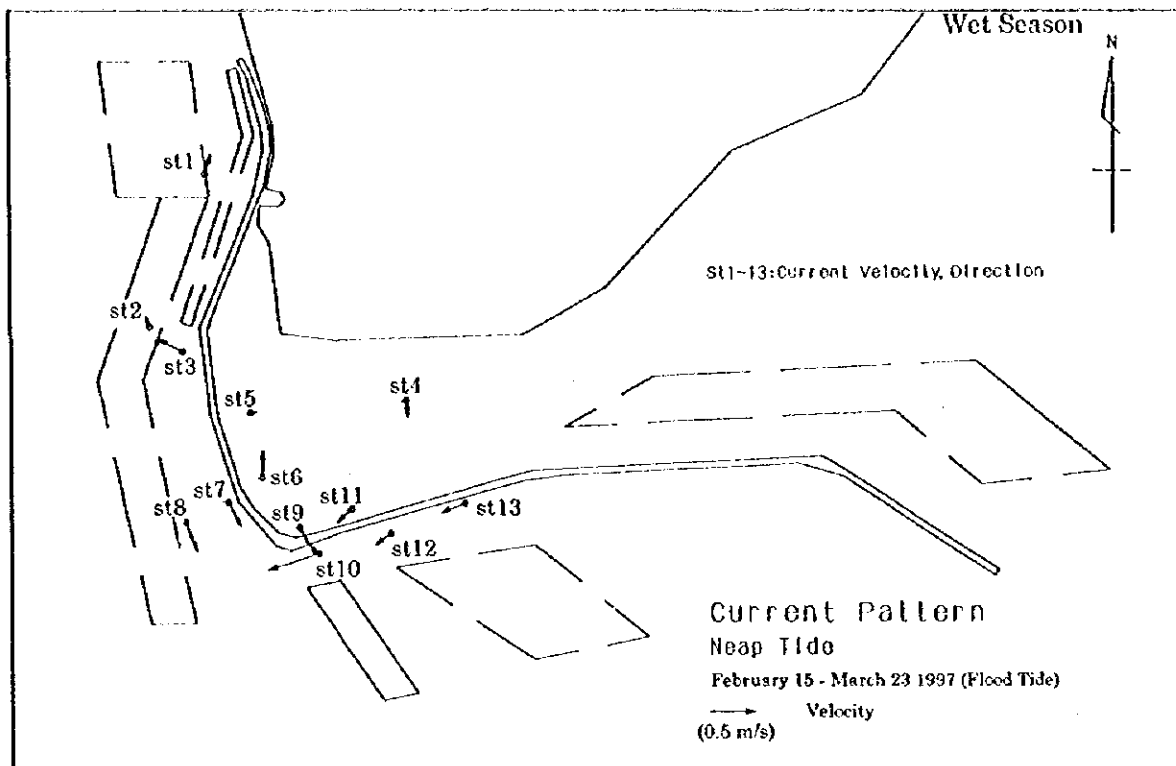 Wet Season
N
st1
St1~13:Current Velocity, Direction
st2
st3
st4
st5
st6
st7
st8
st11
st9
st13
st12
st10
Current Pattern
Neap Tide
February 15 - March 23 1997 (Flood Tide)
Velocity
(0.5 m/s)